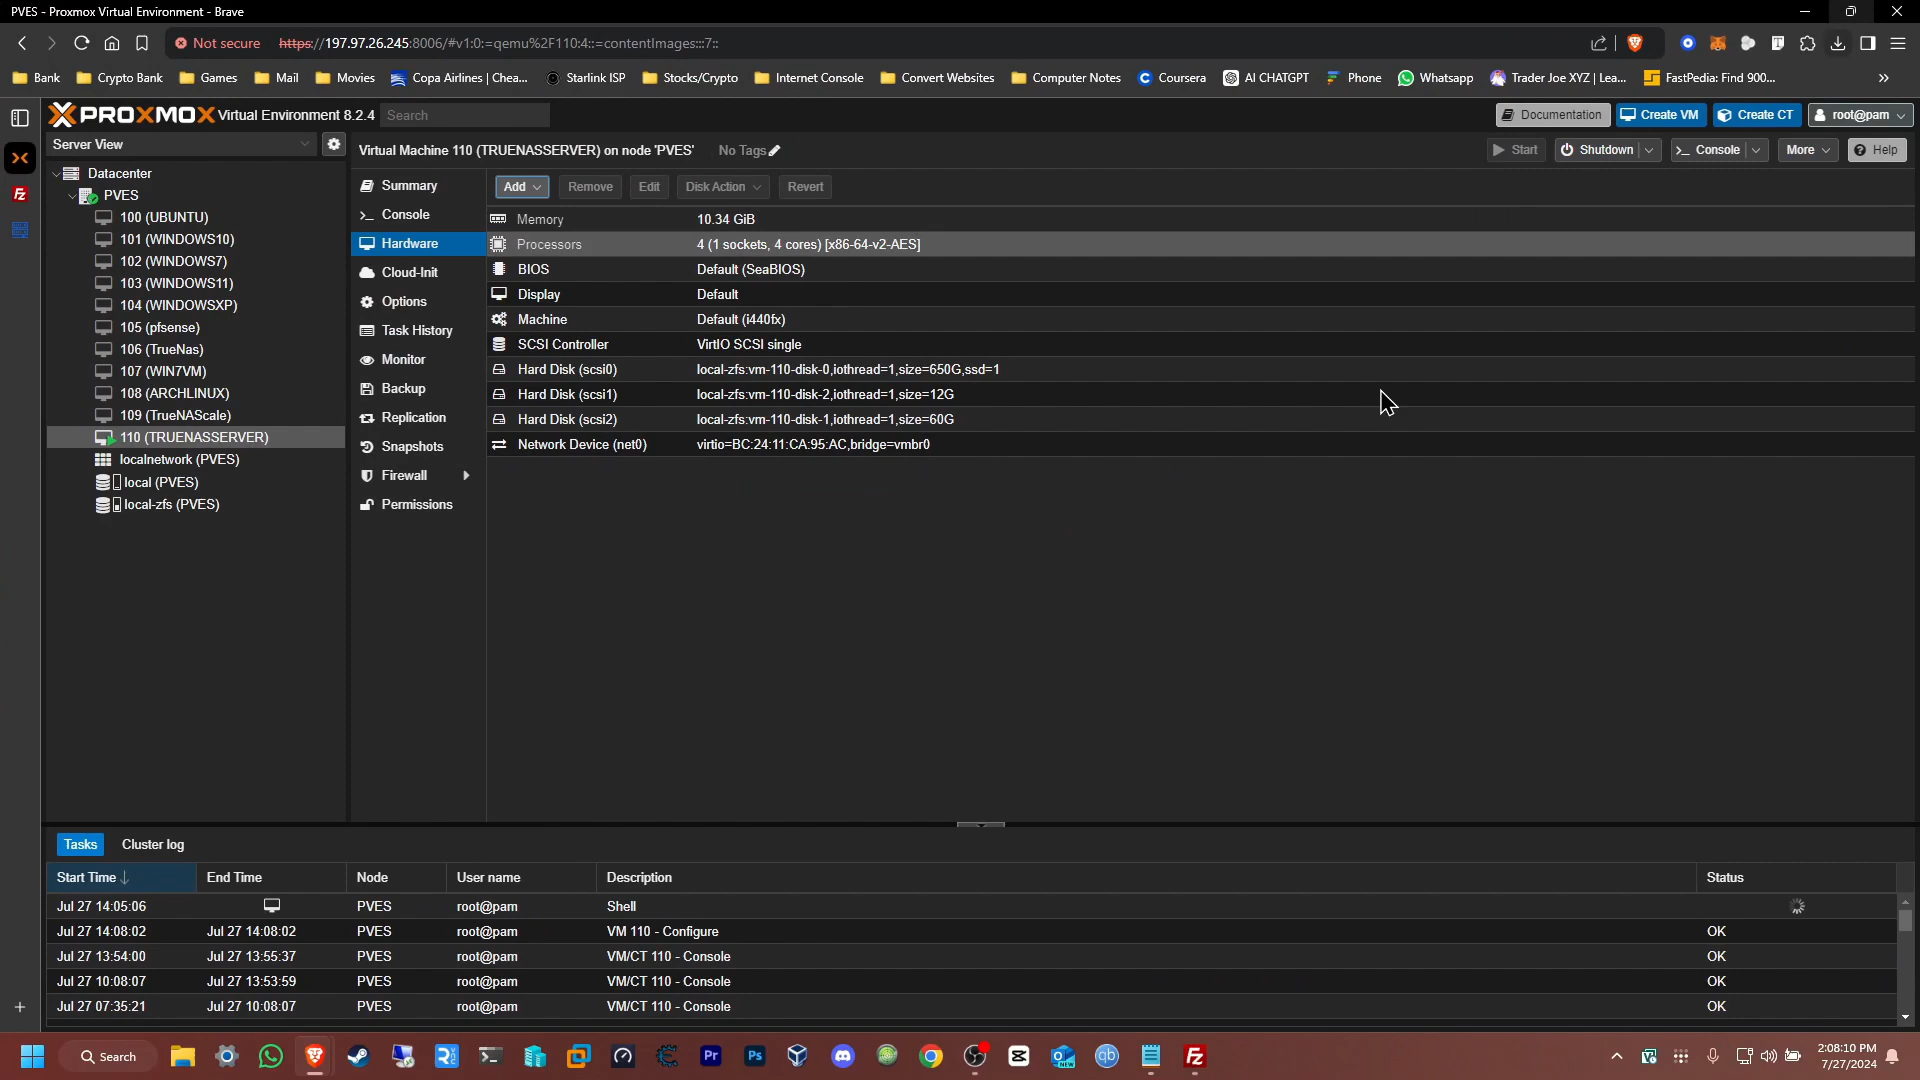 PVES - Proxmox Virtual Environment - Brave
Not secure https://197.97.26.245:8006/#v1:0:=qemu%2F110:4::=contentImages:::7::
Bank Crypto Bank Games Mail Movies Copa Airlines | Chea... Starlink ISP Stocks/Crypto Internet Console Convert Websites Computer Notes Coursera AI CHATGPT Phone Whatsapp Trader Joe XYZ | Lea... FastPedia: Find 900...
PROXMOX Virtual Environment 8.2.4 Search Documentation Create VM Create CT root@pam
Server View
Virtual Machine 110 (TRUENASSERVER) on node 'PVES' No Tags Start Shutdown Console More Help
Datacenter
PVES
100 (UBUNTU)
101 (WINDOWS10)
102 (WINDOWS7)
103 (WINDOWS11)
104 (WINDOWSXP)
105 (pfsense)
106 (TrueNas)
107 (WIN7VM)
108 (ARCHLINUX)
109 (TrueNAScale)
110 (TRUENASSERVER)
localnetwork (PVES)
local (PVES)
local-zfs (PVES)
Summary
Console
Hardware
Cloud-Init
Options
Task History
Monitor
Backup
Replication
Snapshots
Firewall
Permissions
Add Remove Edit Disk Action Revert
Memory 10.34 GiB
Processors 4 (1 sockets, 4 cores) [x86-64-v2-AES]
BIOS Default (SeaBIOS)
Display Default
Machine Default (i440fx)
SCSI Controller VirtIO SCSI single
Hard Disk (scsi0) local-zfs:vm-110-disk-0,iothread=1,size=650G,ssd=1
Hard Disk (scsi1) local-zfs:vm-110-disk-2,iothread=1,size=12G
Hard Disk (scsi2) local-zfs:vm-110-disk-1,iothread=1,size=60G
Network Device (net0) virtio=BC:24:11:CA:95:AC,bridge=vmbr0
Tasks Cluster log
Start Time End Time Node User name Description Status
Jul 27 14:05:06 PVES root@pam Shell
Jul 27 14:08:02 Jul 27 14:08:02 PVES root@pam VM 110 - Configure OK
Jul 27 13:54:00 Jul 27 13:55:37 PVES root@pam VM/CT 110 - Console OK
Jul 27 10:08:07 Jul 27 13:53:59 PVES root@pam VM/CT 110 - Console OK
Jul 27 07:35:21 Jul 27 10:08:07 PVES root@pam VM/CT 110 - Console OK
Search
2:08:10 PM
7/27/2024